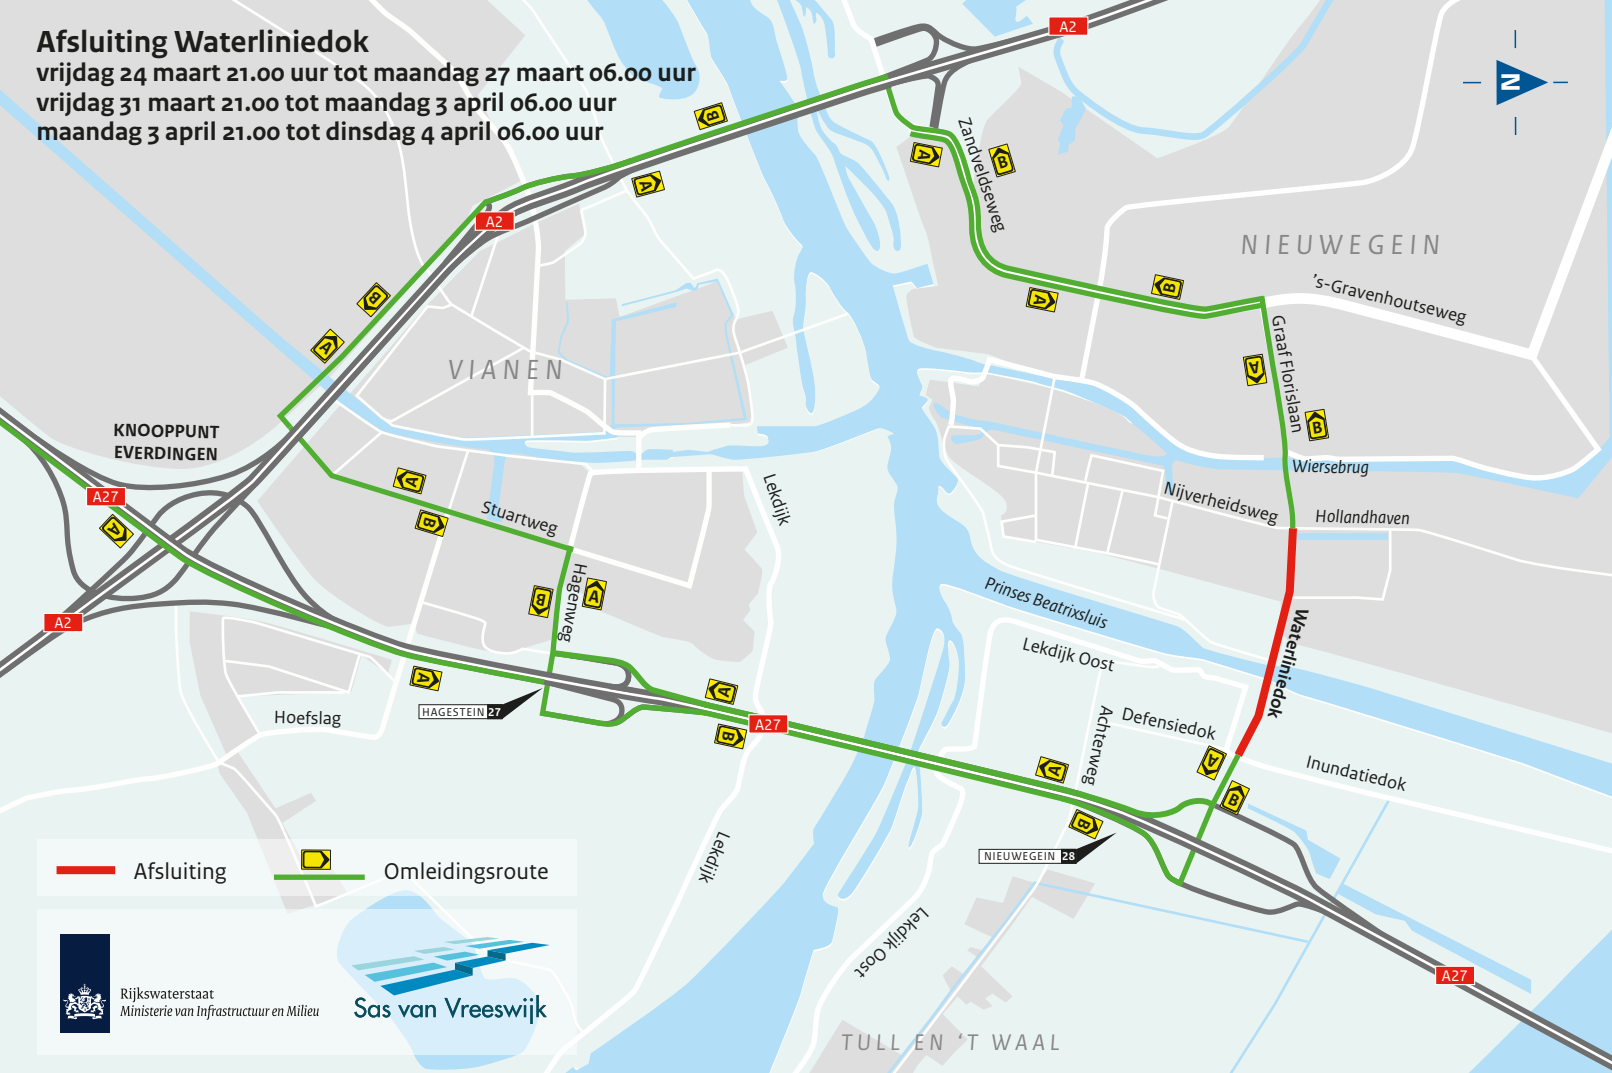 Afsluiting Waterliniedok
vrijdag 24 maart 21.00 uur tot maandag 27 maart 06.00 uur
vrijdag 31 maart 21.00 tot maandag 3 april 06.00 uur
maandag 3 april 21.00 tot dinsdag 4 april 06.00 uur
A2
N
B
A
A
Zandveldseweg
B
A2
NIEUWEGEIN
B
A
B
A
's-Gravenhoutseweg
A
Graaf Florislaan
B
VIANEN
KNOOPPUNT
EVERDINGEN
Wiersebrug
A27
A
A
B
Stuartweg
Lekdijk
Nijverheidsweg
Hollandhaven
A2
B
Hagenweg
A
Prinses Beatrixsluis
Waterliniedok
Lekdijk Oost
A
HAGESTEIN 27
Hoefslag
A
B
A27
Achterweg
Defensiedok
A
A
B
Inundatiedok
B
NIEUWEGEIN 28
Lekdijk
Lekdijk Oost
A27
Afsluiting
Omleidingsroute
Rijkswaterstaat
Ministerie van Infrastructuur en Milieu
Sas van Vreeswijk
TULL EN ‘T WAAL